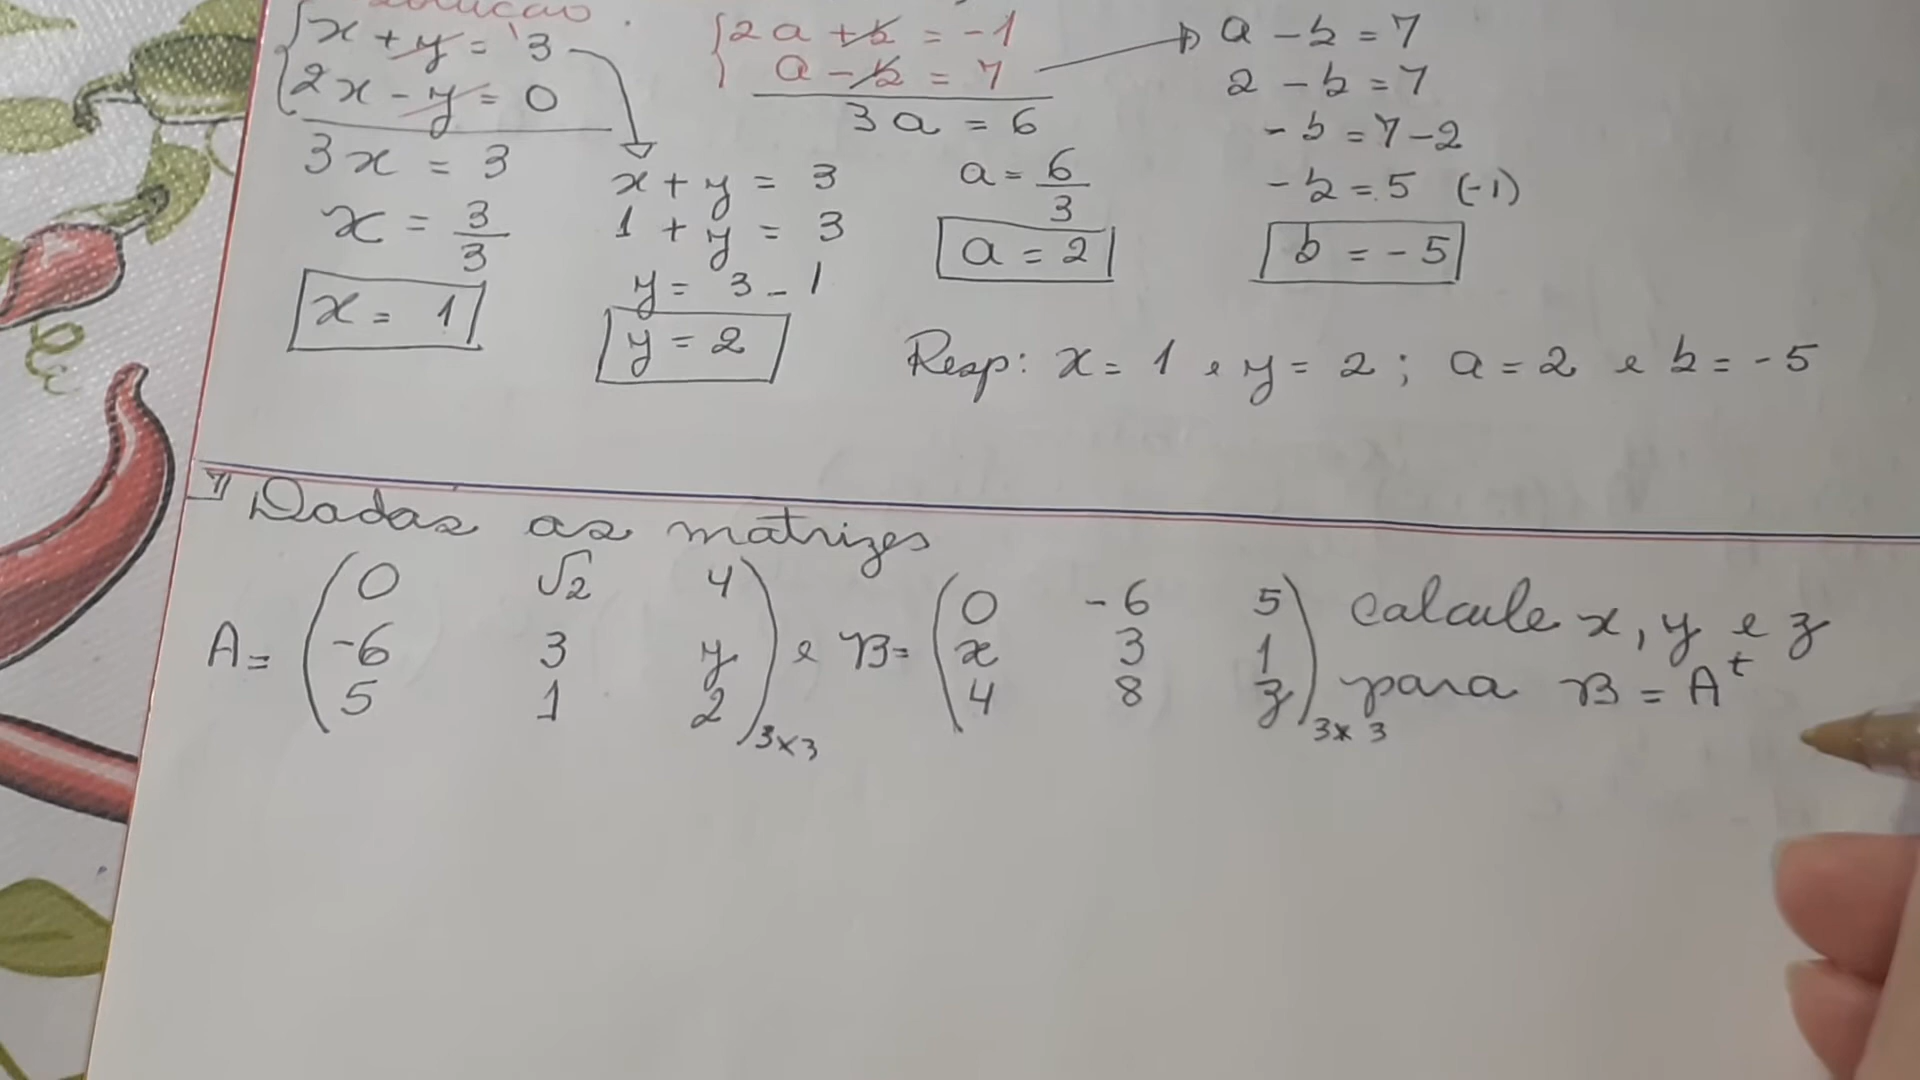 x + y = 3
2x - y = 0
3x = 3
x = 3/3
x = 1
x + y = 3
1 + y = 3
y = 3 - 1
y = 2
2a + b = -1
a - b = 7
3a = 6
a = 6/3
a = 2
a - b = 7
2 - b = 7
- b = 7 - 2
- b = 5 (-1)
b = -5
Resp: x = 1 e y = 2; a = 2 e b = -5
7) Dadas as matrizes
A = ( 0 √2 4
-6 3 y
5 1 2 ) 3x3
e B = ( 0 -6 5
x 3 1
4 8 z ) 3x3
calcule x, y e z
para B = Aᵗ